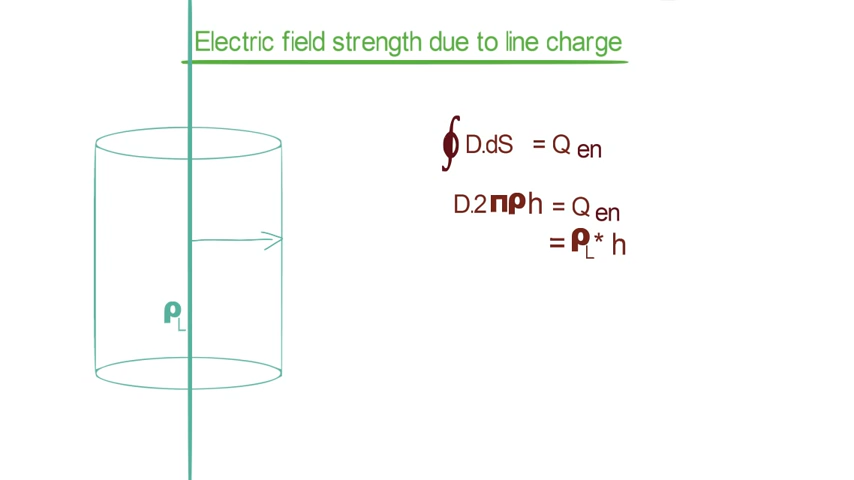 Electric field strength due to line charge
∮ D.dS = Q en
D.2πρh = Q en
= ρL * h
ρL